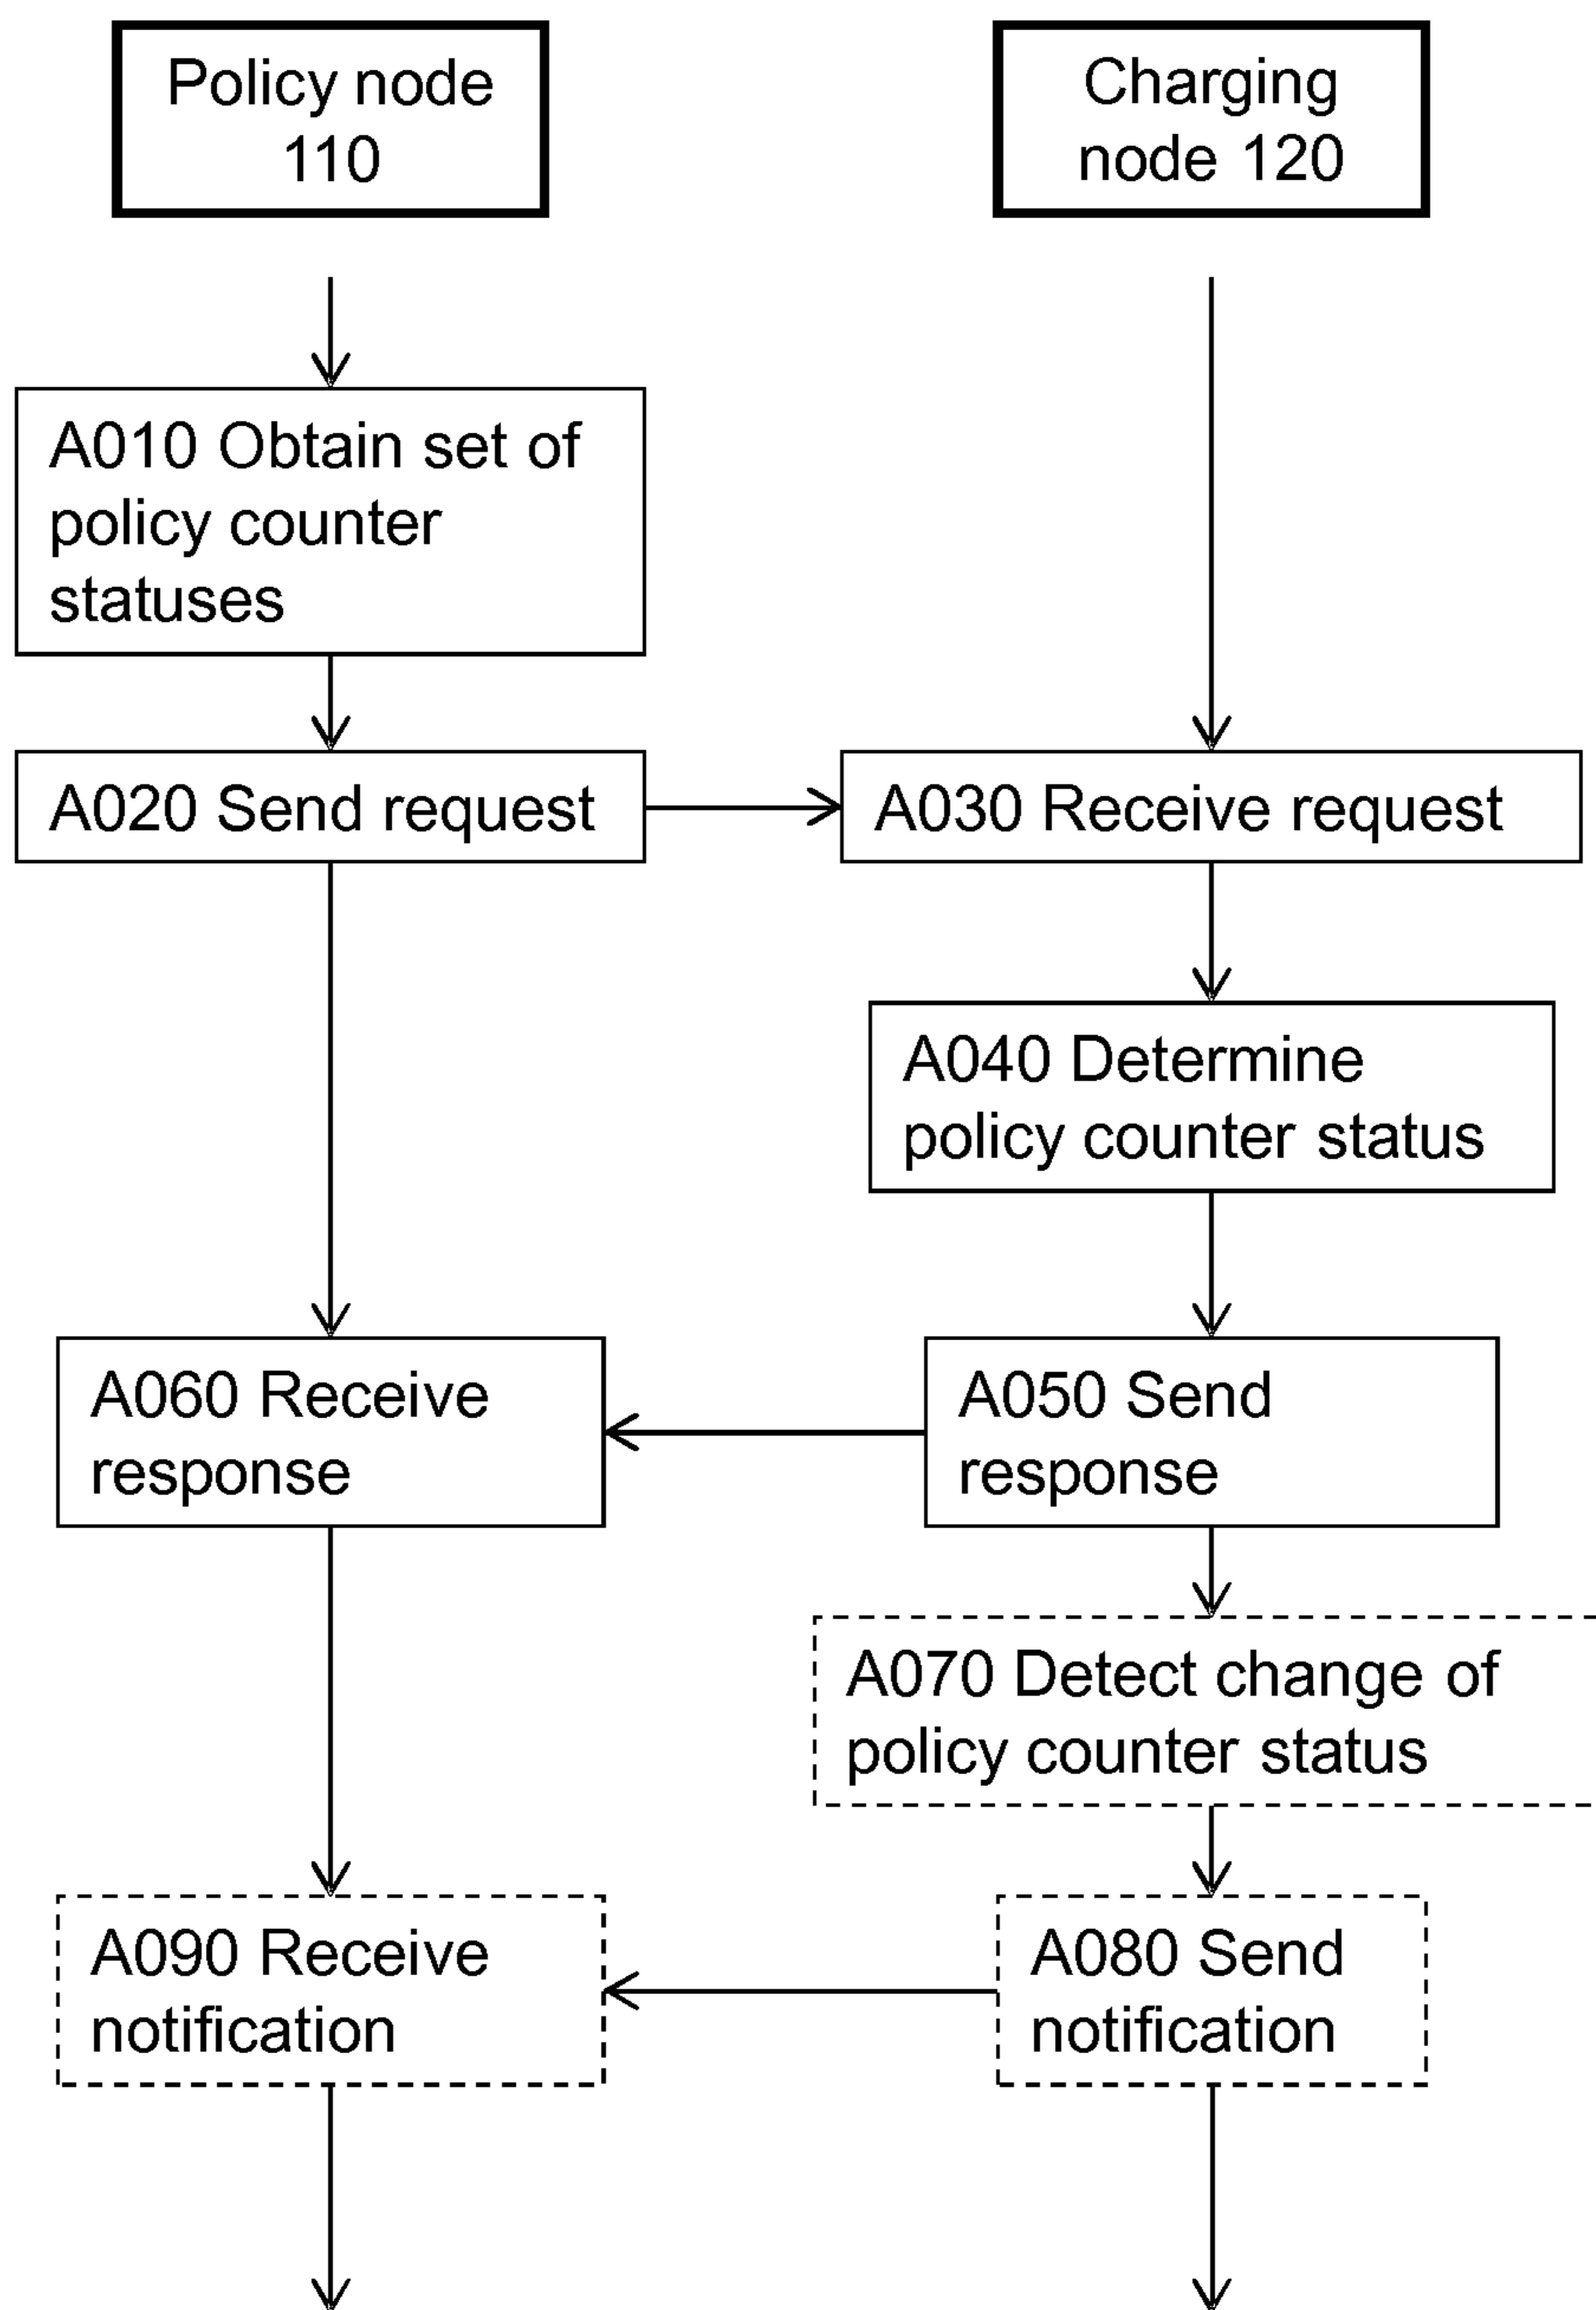 Policy node
110
Charging
node 120
A010 Obtain set of
policy counter
statuses
A020 Send request
A030 Receive request
A040 Determine
policy counter status
A060 Receive
response
A050 Send
response
A070 Detect change of
policy counter status
A090 Receive
notification
A080 Send
notification